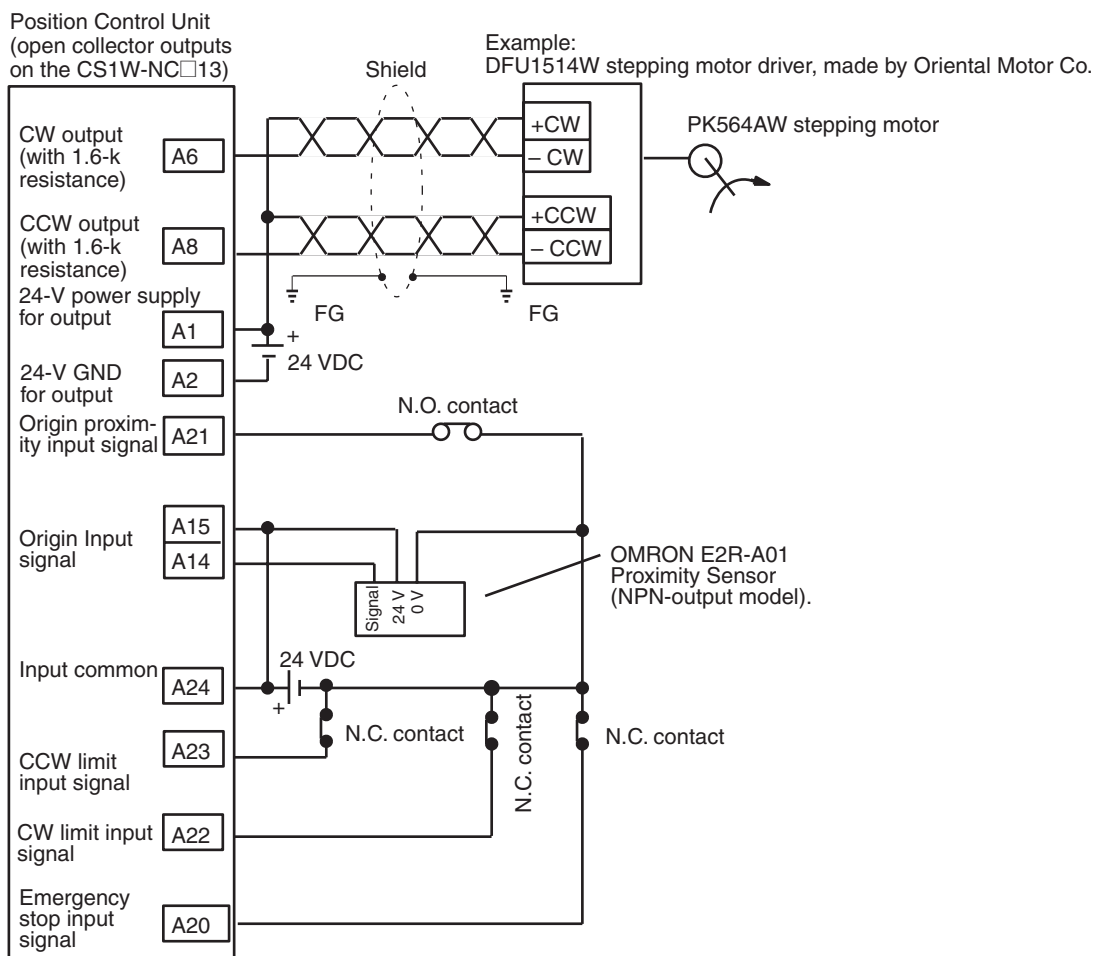 Position Control Unit
(open collector outputs
on the CS1W-NC□13)
Example:
DFU1514W stepping motor driver, made by Oriental Motor Co.
Shield
CW output
(with 1.6-k
resistance)
A6
+CW
– CW
PK564AW stepping motor
CCW output
(with 1.6-k
resistance)
A8
+CCW
– CCW
24-V power supply
for output
A1
FG
FG
+
24 VDC
24-V GND
for output
A2
N.O. contact
Origin proxim-
ity input signal
A21
Origin Input
signal
A15
A14
Signal
24 V
0 V
OMRON E2R-A01
Proximity Sensor
(NPN-output model).
Input common
A24
24 VDC
+
N.C. contact
N.C. contact
N.C. contact
CCW limit
input signal
A23
CW limit input
signal
A22
Emergency
stop input
signal
A20